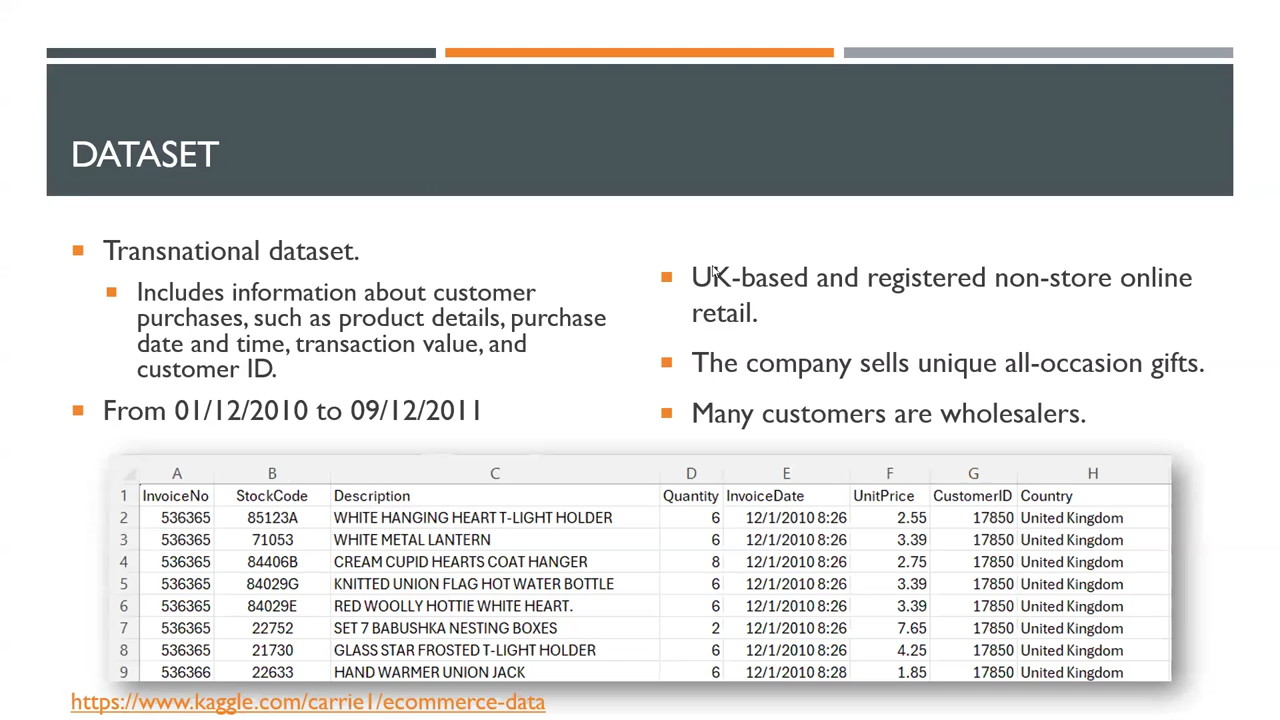 DATASET
Transnational dataset.
Includes information about customer
purchases, such as product details, purchase
date and time, transaction value, and
customer ID.
From 01/12/2010 to 09/12/2011
UK-based and registered non-store online
retail.
The company sells unique all-occasion gifts.
Many customers are wholesalers.
A B C D E F G H
1 InvoiceNo StockCode Description Quantity InvoiceDate UnitPrice CustomerID Country
2 536365 85123A WHITE HANGING HEART T-LIGHT HOLDER 6 12/1/2010 8:26 2.55 17850 United Kingdom
3 536365 71053 WHITE METAL LANTERN 6 12/1/2010 8:26 3.39 17850 United Kingdom
4 536365 84406B CREAM CUPID HEARTS COAT HANGER 8 12/1/2010 8:26 2.75 17850 United Kingdom
5 536365 84029G KNITTED UNION FLAG HOT WATER BOTTLE 6 12/1/2010 8:26 3.39 17850 United Kingdom
6 536365 84029E RED WOOLLY HOTTIE WHITE HEART. 6 12/1/2010 8:26 3.39 17850 United Kingdom
7 536365 22752 SET 7 BABUSHKA NESTING BOXES 2 12/1/2010 8:26 7.65 17850 United Kingdom
8 536365 21730 GLASS STAR FROSTED T-LIGHT HOLDER 6 12/1/2010 8:26 4.25 17850 United Kingdom
9 536366 22633 HAND WARMER UNION JACK 6 12/1/2010 8:28 1.85 17850 United Kingdom
https://www.kaggle.com/carrie1/ecommerce-data